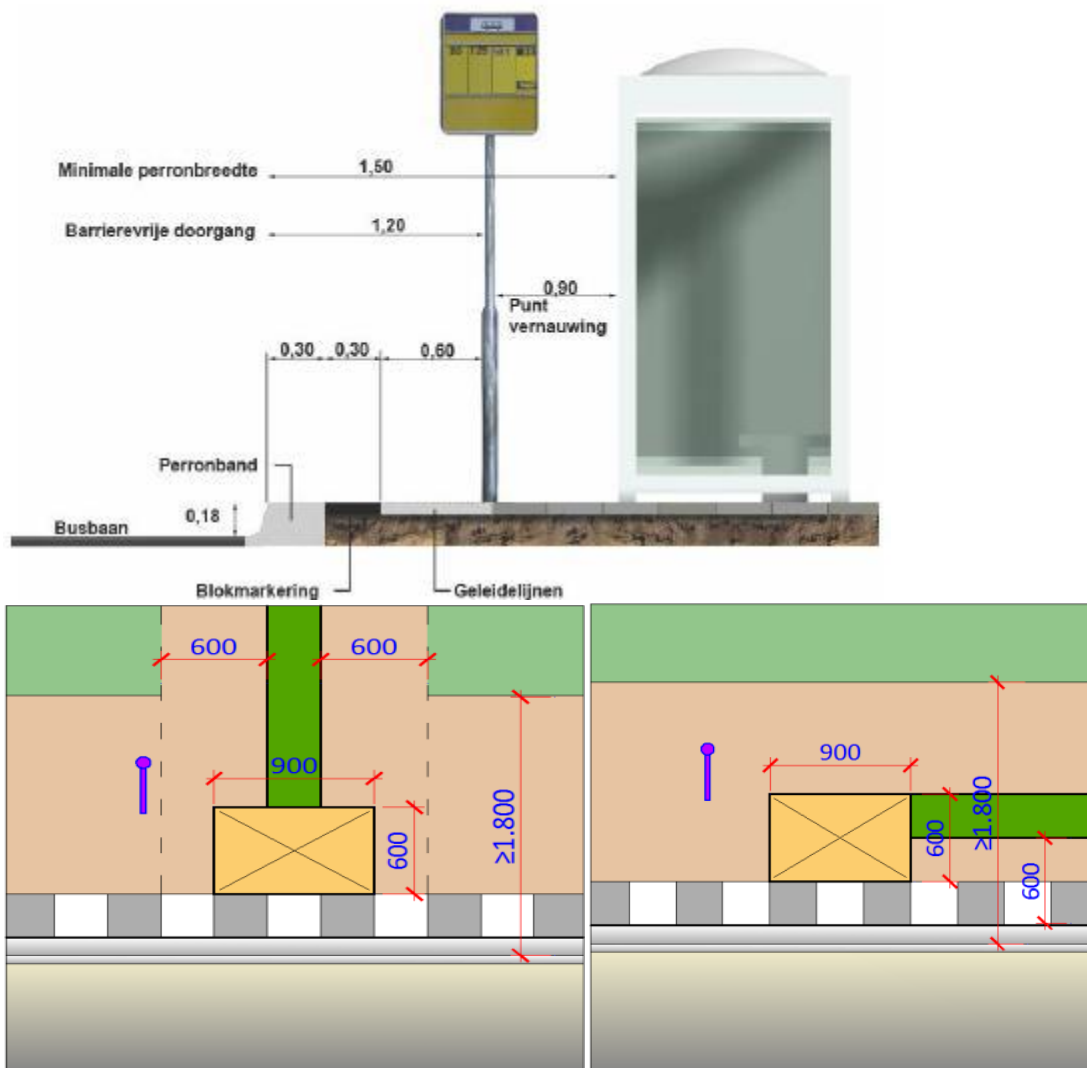 Minimale perronbreedte
1,50
Barrierevrije doorgang
1,20
0,90
Punt
vernauwing
0,30
0,30
0,60
Perronband
0,18
Busbaan
Blokmarkering
Geleidelijnen
600
600
900
600
≥1.800
900
600
≥1.800
600